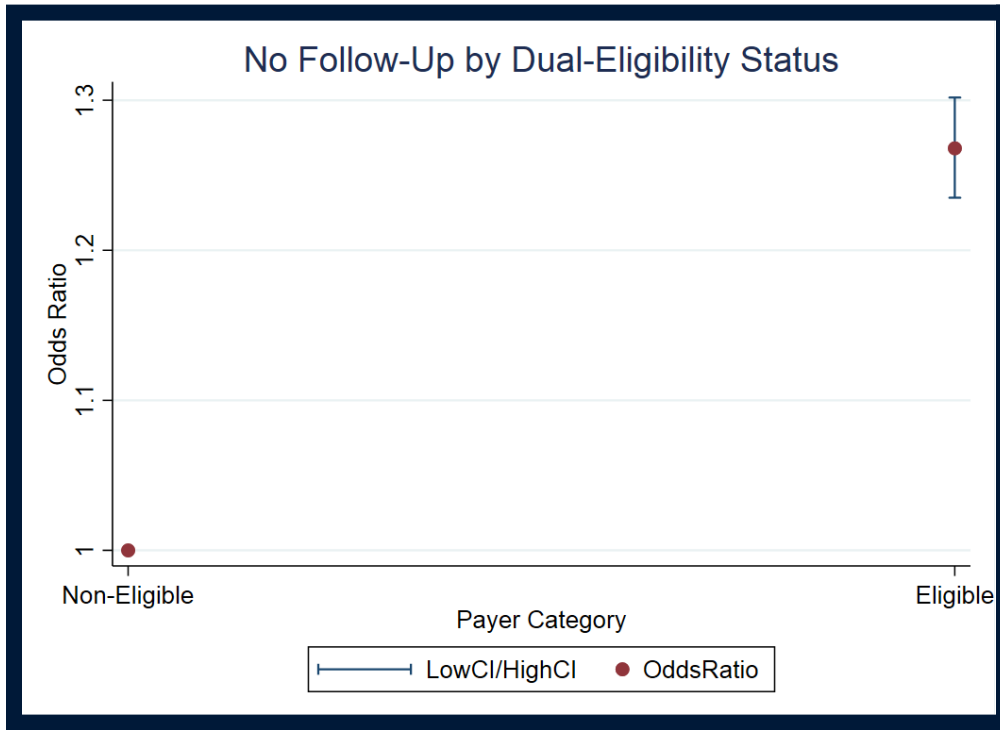 No Follow-Up by Dual-Eligibility Status
1.3
1.2
1.1
1
Odds Ratio
Non-Eligible
Eligible
Payer Category
LowCI/HighCI
OddsRatio